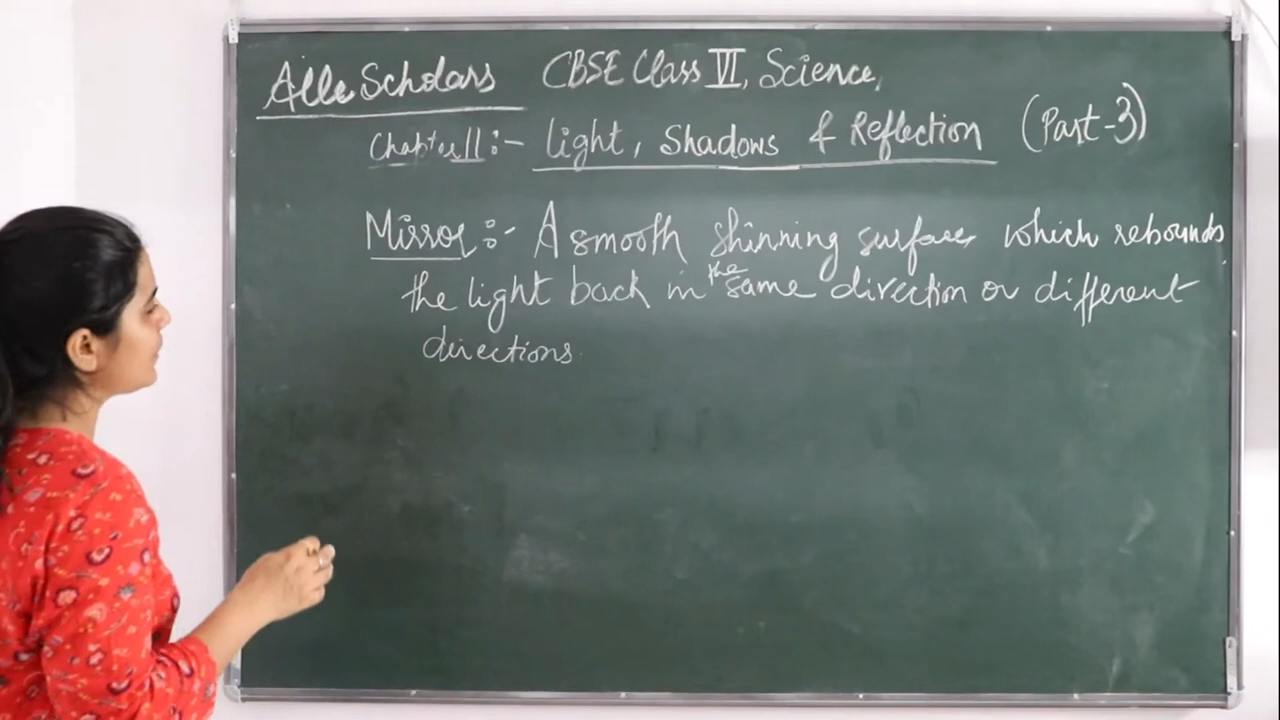 Alle Scholars CBSE Class VI, Science,
Chapter 11:- Light, Shadows & Reflection (Part-3)
Mirror:- A smooth shinning surface which rebounds
the light back in the same direction or different
directions.